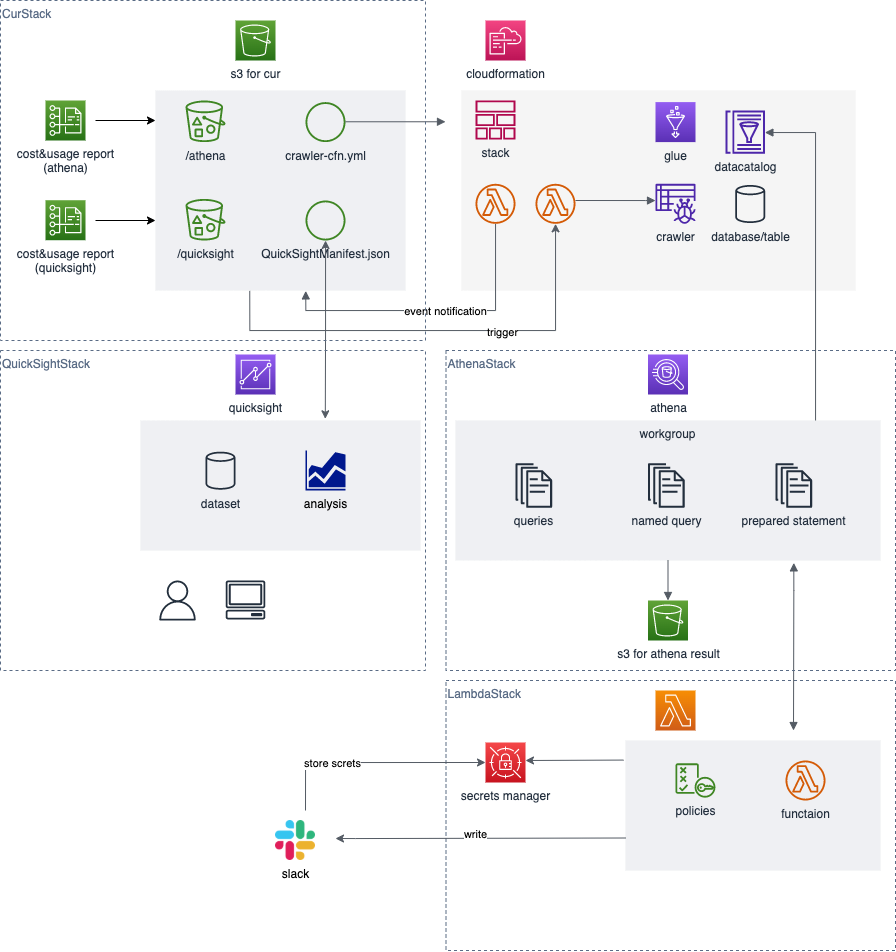 CurStack
s3 for cur
cloudformation
cost&usage report
(athena)
/athena
crawler-cfn.yml
stack
glue
datacatalog
cost&usage report
(quicksight)
/quicksight
QuickSightManifest.json
crawler
database/table
event notification
trigger
QuickSightStack
quicksight
dataset
analysis
AthenaStack
athena
workgroup
queries
named query
prepared statement
s3 for athena result
LambdaStack
store screts
secrets manager
policies
functaion
write
slack